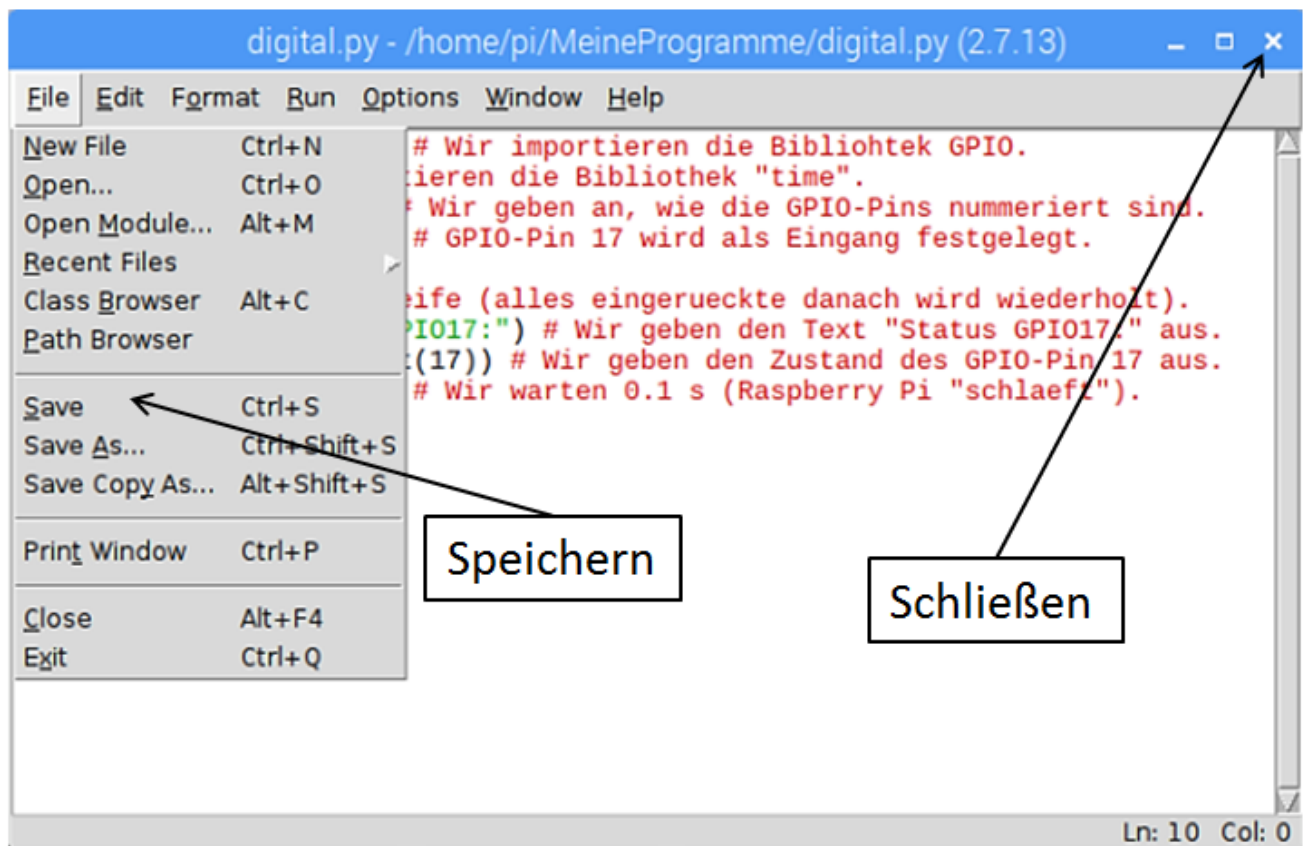 digital.py - /home/pi/MeineProgramme/digital.py (2.7.13)
File Edit Format Run Options Window Help
New File Ctrl+N
Open... Ctrl+O
Open Module... Alt+M
Recent Files
Class Browser Alt+C
Path Browser
Save Ctrl+S
Save As... Ctrl+Shift+S
Save Copy As... Alt+Shift+S
Print Window Ctrl+P
Close Alt+F4
Exit Ctrl+Q
# Wir importieren die Bibliohtek GPIO.
ieren die Bibliothek "time".
# Wir geben an, wie die GPIO-Pins nummeriert sind.
# GPIO-Pin 17 wird als Eingang festgelegt.
eife (alles eingerueckte danach wird wiederholt).
PIO17:") # Wir geben den Text "Status GPIO17:" aus.
(17)) # Wir geben den Zustand des GPIO-Pin 17 aus.
# Wir warten 0.1 s (Raspberry Pi "schlaeft").
Speichern
Schließen
Ln: 10 Col: 0